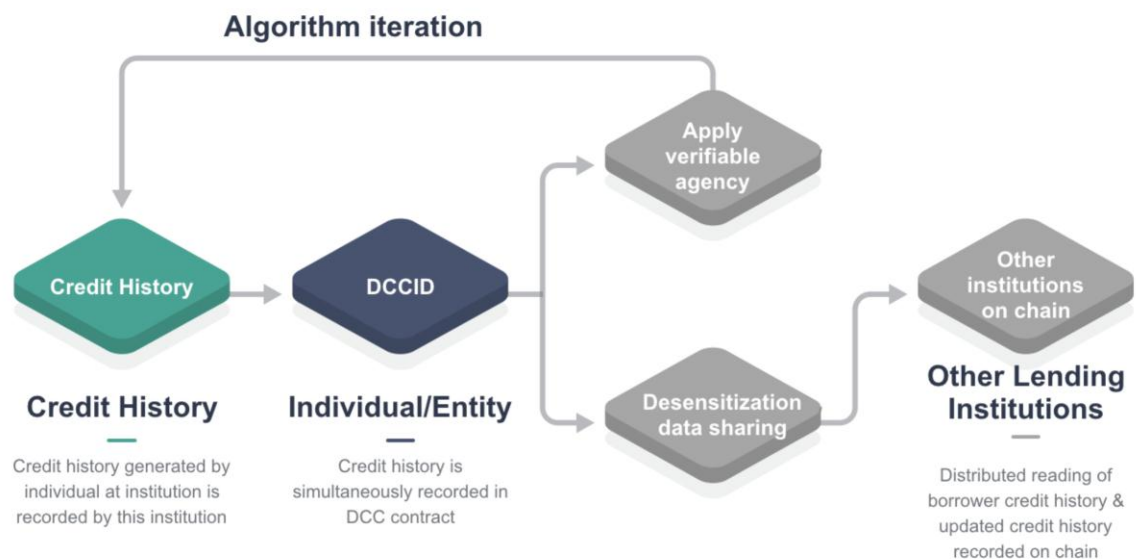 Algorithm iteration
Apply
verifiable
agency
Credit History
DCCID
Other
institutions
on chain
Desensitization
data sharing
Credit History
Credit history generated by
individual at institution is
recorded by this institution
Individual/Entity
Credit history is
simultaneously recorded in
DCC contract
Other Lending
Institutions
Distributed reading of
borrower credit history &
updated credit history
recorded on chain